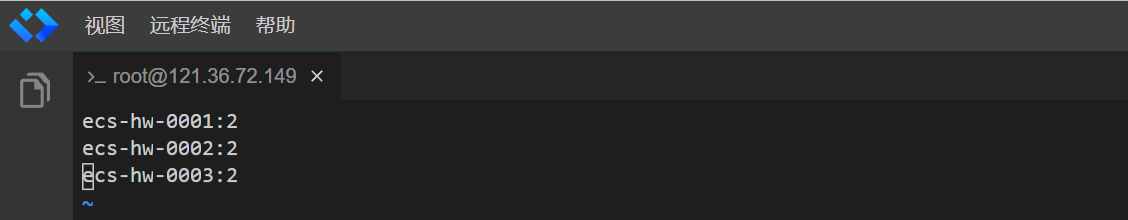 视图 远程终端 帮助
>_ root@121.36.72.149 ×
ecs-hw-0001:2
ecs-hw-0002:2
ecs-hw-0003:2
~